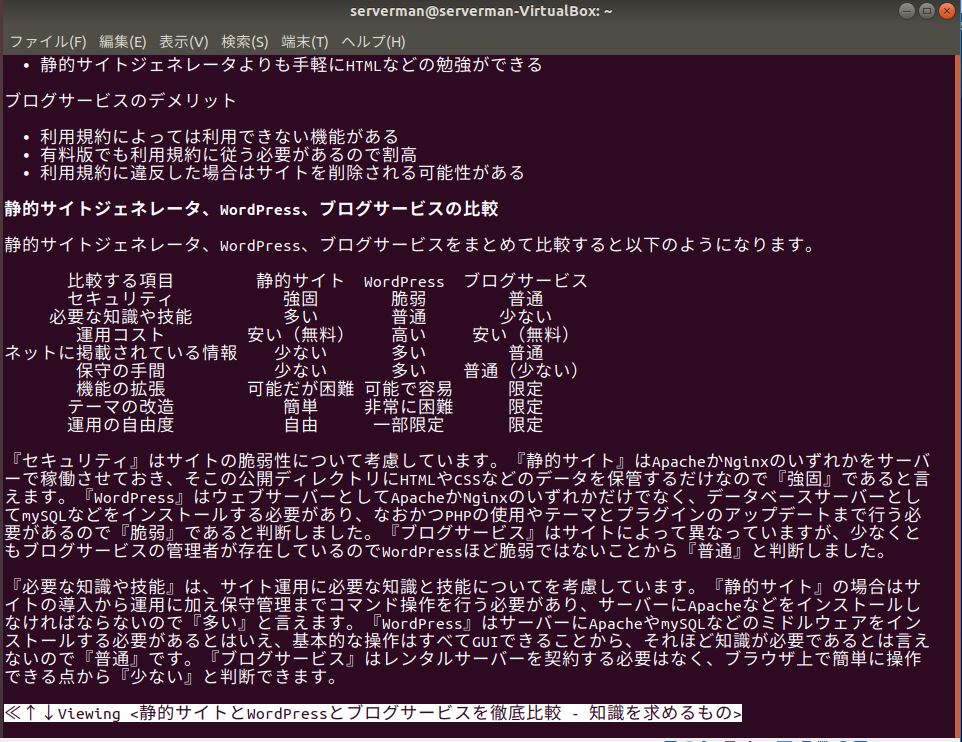 serverman@serverman-VirtualBox: ~
ファイル(F) 編集(E) 表示(V) 検索(S) 端末(T) ヘルプ(H)
• 静的サイトジェネレータよりも手軽にHTMLなどの勉強ができる
ブログサービスのデメリット
• 利用規約によっては利用できない機能がある
• 有料版でも利用規約に従う必要があるので割高
• 利用規約に違反した場合はサイトを削除される可能性がある
静的サイトジェネレータ、WordPress、ブログサービスの比較
静的サイトジェネレータ、WordPress、ブログサービスをまとめて比較すると以下のようになります。
比較する項目 静的サイト WordPress ブログサービス
セキュリティ 強固 脆弱 普通
必要な知識や技能 多い 普通 少ない
運用コスト 安い（無料） 高い 安い（無料）
ネットに掲載されている情報 少ない 多い 普通
保守の手間 少ない 多い 普通（少ない）
機能の拡張 可能だが困難 可能で容易 限定
テーマの改造 簡単 非常に困難 限定
運用の自由度 自由 一部限定 限定
『セキュリティ』はサイトの脆弱性について考慮しています。『静的サイト』はApacheかNginxのいずれかをサーバ
ーで稼働させておき、そこの公開ディレクトリにHTMLやCSSなどのデータを保管するだけなので『強固』であると言
えます。『WordPress』はウェブサーバーとしてApacheかNginxのいずれかだけでなく、データベースサーバーとし
てmySQLなどをインストールする必要があり、なおかつPHPの使用やテーマとプラグインのアップデートまで行う必
要があるので『脆弱』であると判断しました。『ブログサービス』はサイトによって異なっていますが、少なくと
もブログサービスの管理者が存在しているのでWordPressほど脆弱ではないことから『普通』と判断しました。
『必要な知識や技能』は、サイト運用に必要な知識と技能についてを考慮しています。『静的サイト』の場合はサ
イトの導入から運用に加え保守管理までコマンド操作を行う必要があり、サーバーにApacheなどをインストールし
なければならないので『多い』と言えます。『WordPress』はサーバーにApacheやmySQLなどのミドルウェアをイン
ストールする必要があるとはいえ、基本的な操作はすべてGUIできることから、それほど知識が必要であるとは言え
ないので『普通』です。『ブログサービス』はレンタルサーバーを契約する必要はなく、ブラウザ上で簡単に操作
できる点から『少ない』と判断できます。
≪↑↓Viewing <静的サイトとWordPressとブログサービスを徹底比較 - 知識を求めるもの>